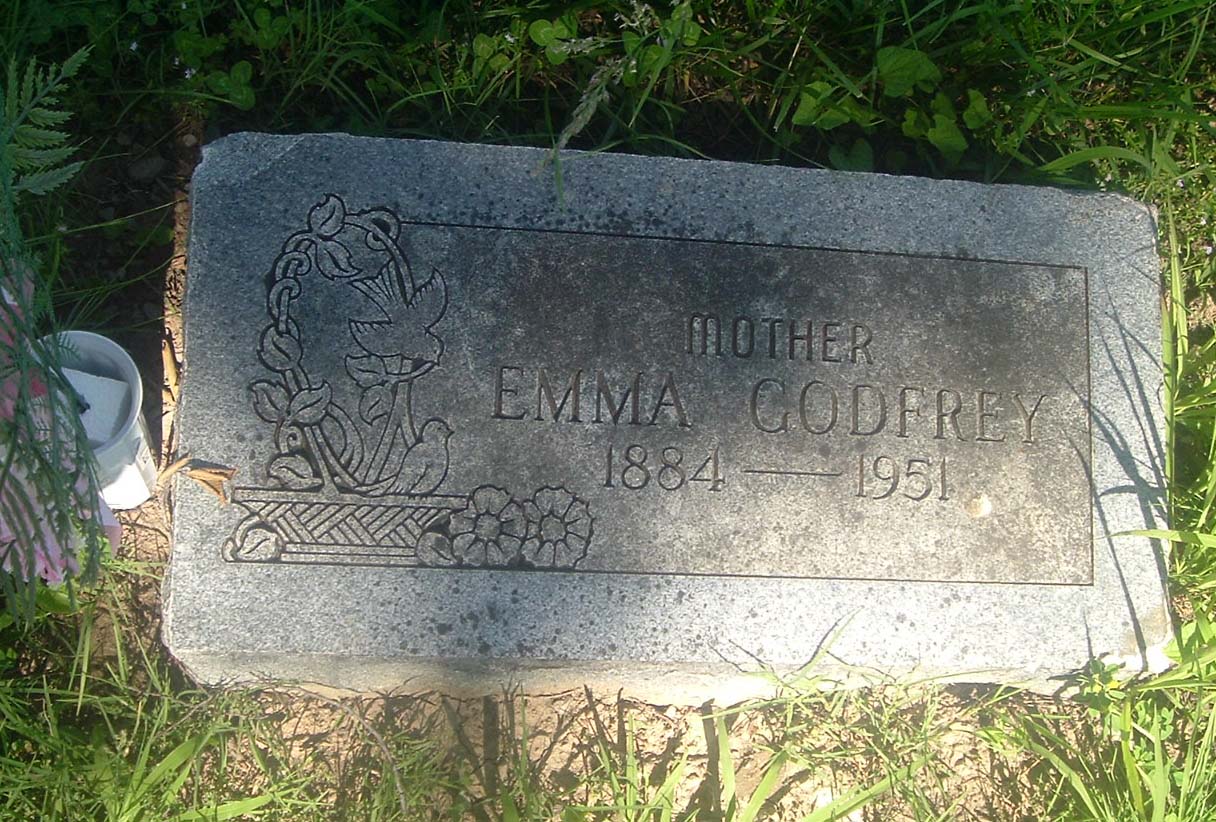 MOTHER
EMMA GODFREY
1884 — 1951